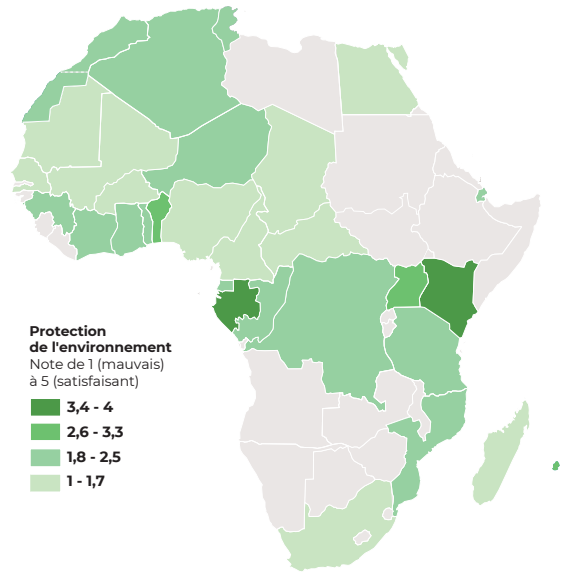 Protection
de l'environnement
Note de 1 (mauvais)
à 5 (satisfaisant)
3,4 - 4
2,6 - 3,3
1,8 - 2,5
1 - 1,7